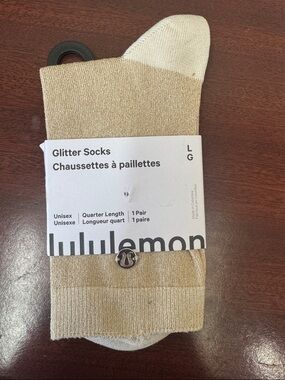 Glitter Socks
Chaussettes à paillettes
L
G
Unisex
Unisexe
Quarter Length
Longueur quart
1 Pair
1 paire
lululemon